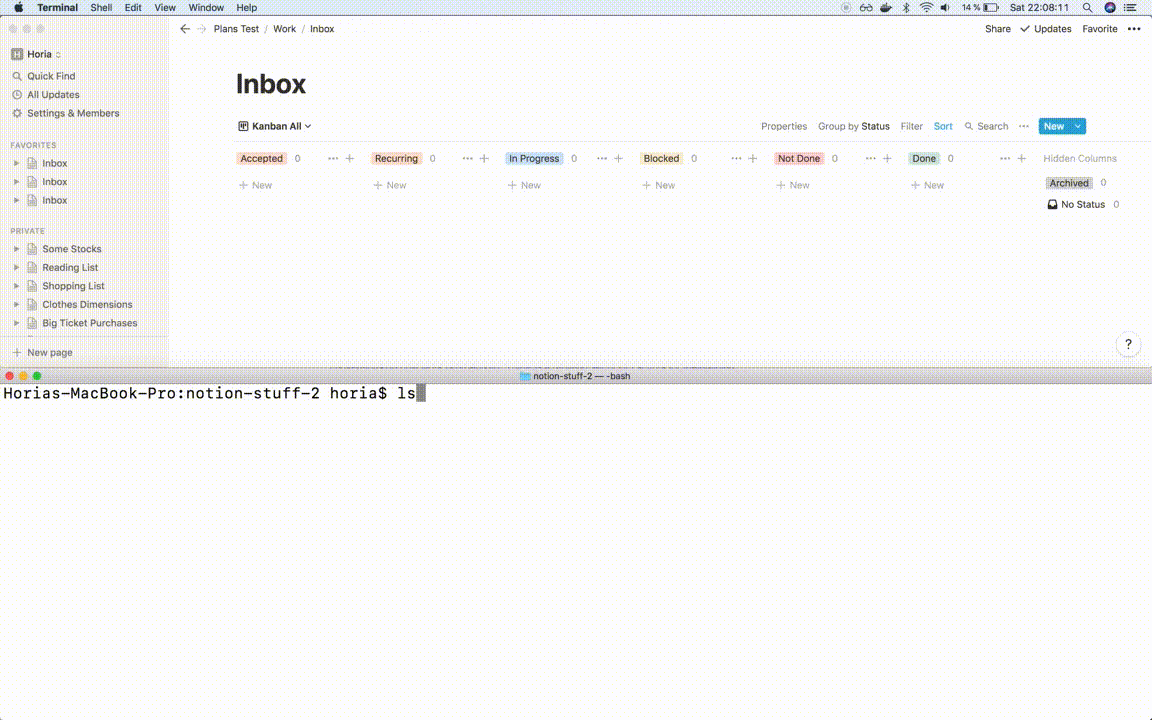 Terminal Shell Edit View Window Help 14 % Sat 22:08:11
Plans Test / Work / Inbox Share Updates Favorite
Horia
Quick Find
All Updates
Settings & Members
FAVORITES
Inbox
Inbox
Inbox
PRIVATE
Some Stocks
Reading List
Shopping List
Clothes Dimensions
Big Ticket Purchases
New page
Inbox
Kanban All Properties Group by Status Filter Sort Search New
Accepted 0 Recurring 0 In Progress 0 Blocked 0 Not Done 0 Done 0 Hidden Columns
New New New New New New
Archived 0
No Status 0
?
notion-stuff-2 — -bash
Horias-MacBook-Pro:notion-stuff-2 horia$ ls